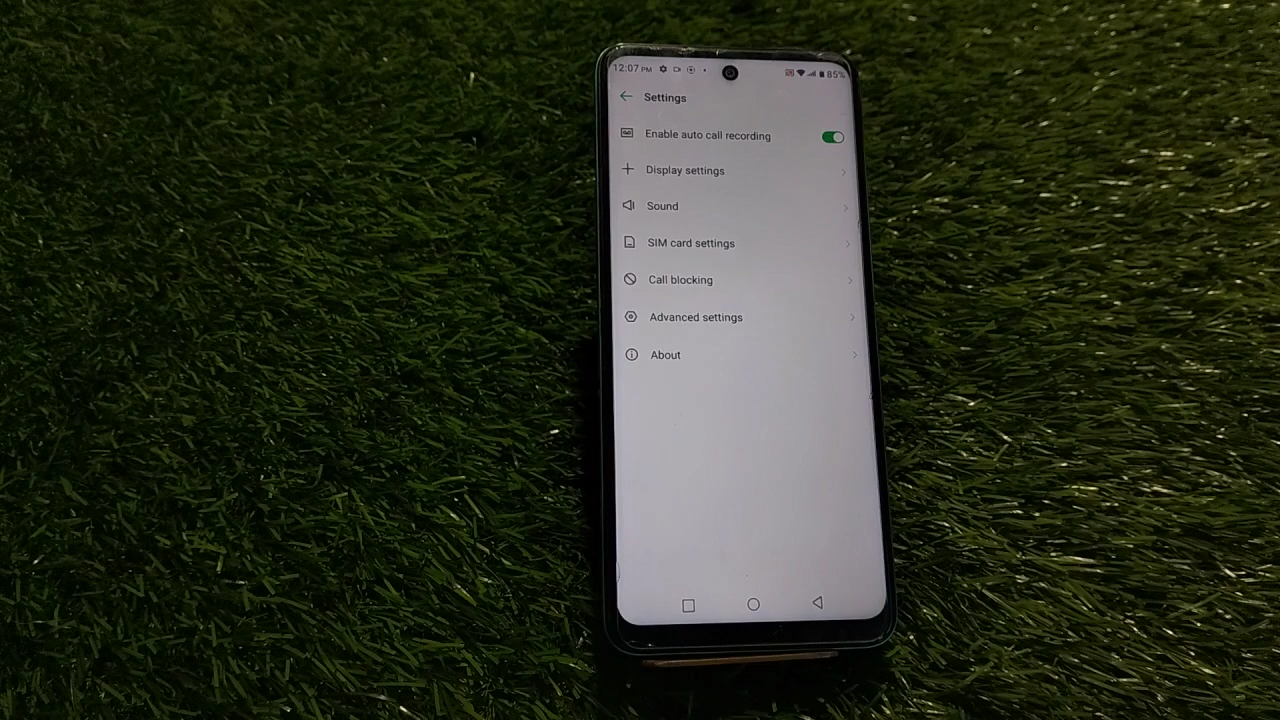 12:07 PM 85%
Settings
Enable auto call recording
Display settings
Sound
SIM card settings
Call blocking
Advanced settings
About